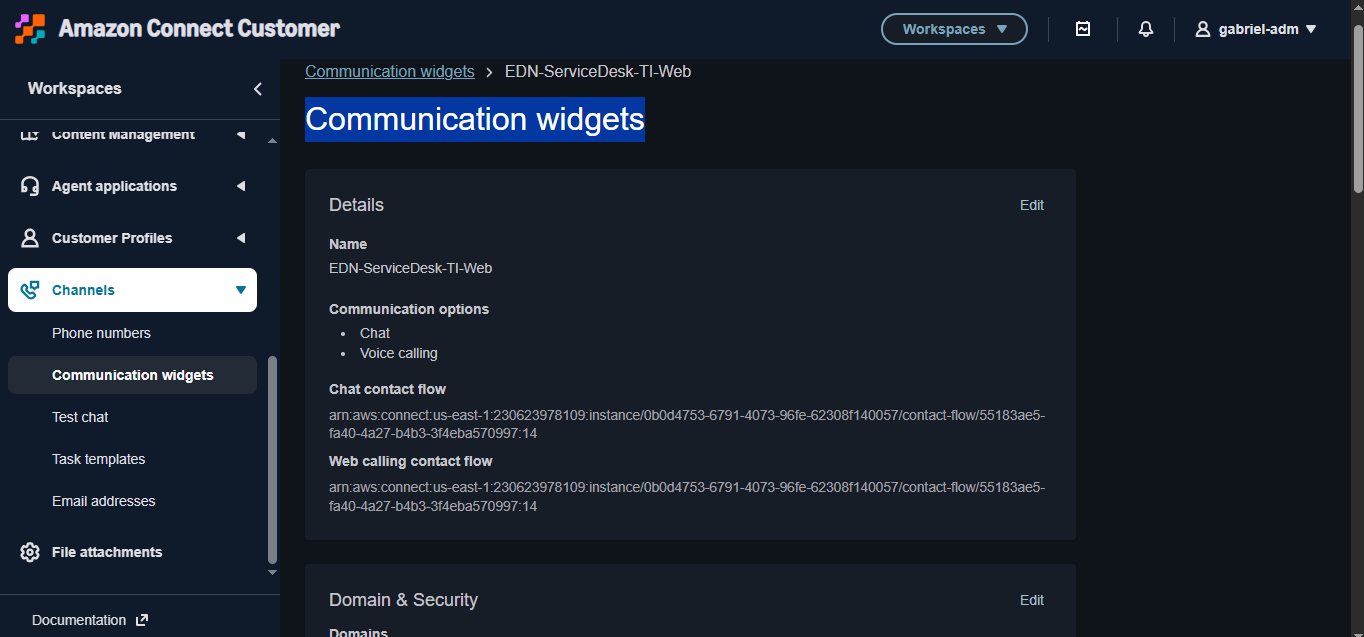 Amazon Connect Customer
Workspaces
gabriel-adm
Workspaces
Content Management
Agent applications
Customer Profiles
Channels
Phone numbers
Communication widgets
Test chat
Task templates
Email addresses
File attachments
Documentation
Communication widgets > EDN-ServiceDesk-TI-Web
Communication widgets
Details
Edit
Name
EDN-ServiceDesk-TI-Web
Communication options
• Chat
• Voice calling
Chat contact flow
arn:aws:connect:us-east-1:230623978109:instance/0b0d4753-6791-4073-96fe-62308f140057/contact-flow/55183ae5-
fa40-4a27-b4b3-3f4eba570997:14
Web calling contact flow
arn:aws:connect:us-east-1:230623978109:instance/0b0d4753-6791-4073-96fe-62308f140057/contact-flow/55183ae5-
fa40-4a27-b4b3-3f4eba570997:14
Domain & Security
Edit
Domains